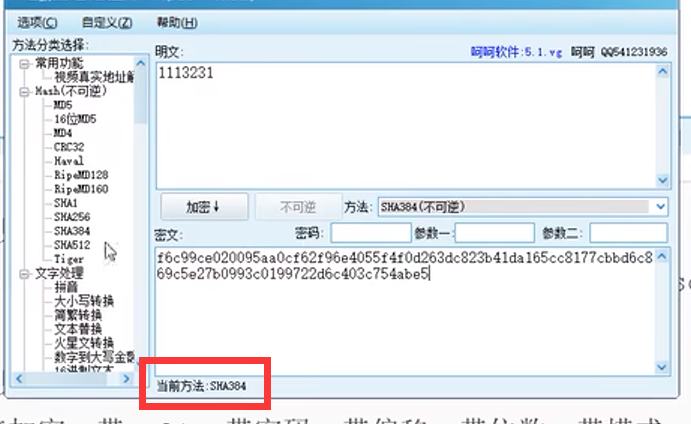 选项(C) 自定义(Z) 帮助(H)
方法分类选择:
常用功能
视频真实地址解
Hash(不可逆)
MD5
16位MD5
MD4
CRC32
Haval
RipeMD128
RipeMD160
SHA1
SHA256
SHA384
SHA512
Tiger
文字处理
拼音
大小写转换
简繁转换
文本替换
火星文转换
数字到大写金额
16进制文本
明文: 呵呵软件:5.1.vg 呵呵 QQ541231936
1113231
加密↓ 不可逆 方法: SHA384(不可逆)
密文: 密码: 参数一: 参数二:
f6c99ce020095aa0cf62f96e4055f4f0d263dc823b41da165cc8177cbbd6c8
69c5e27b0993c0199722d6c403c754abe5
当前方法:SHA384